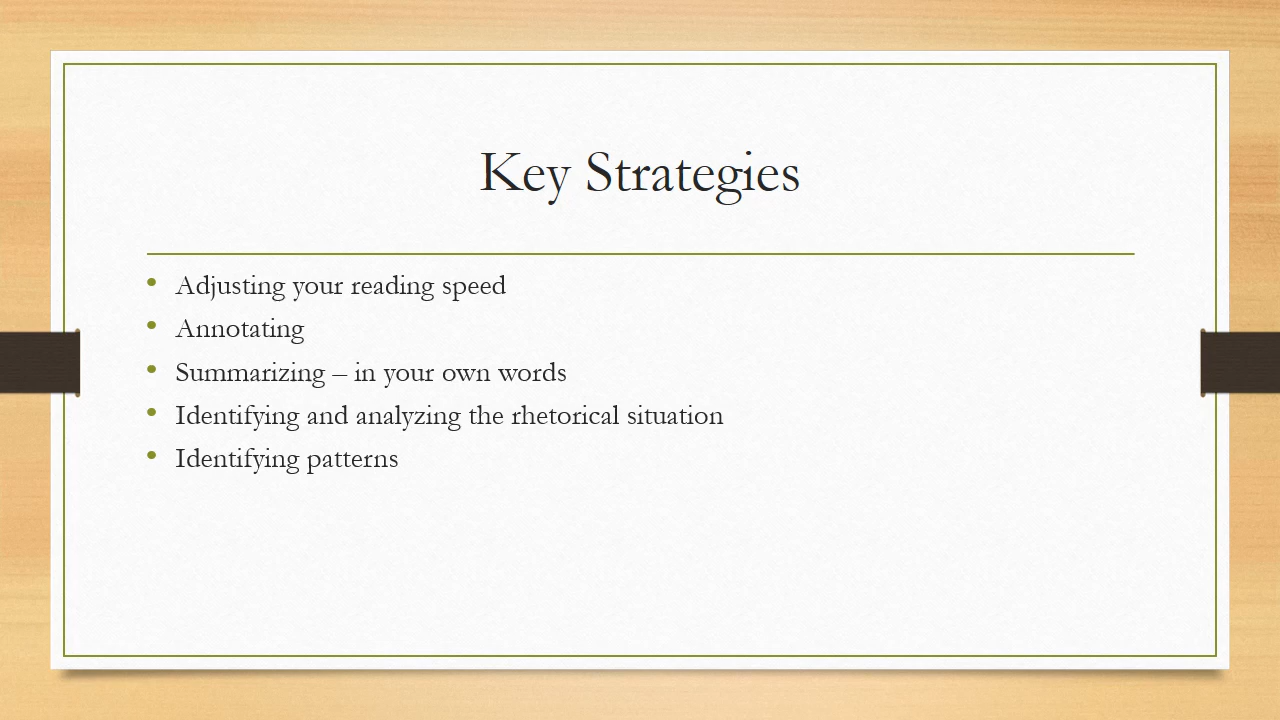 Key Strategies
• Adjusting your reading speed
• Annotating
• Summarizing – in your own words
• Identifying and analyzing the rhetorical situation
• Identifying patterns